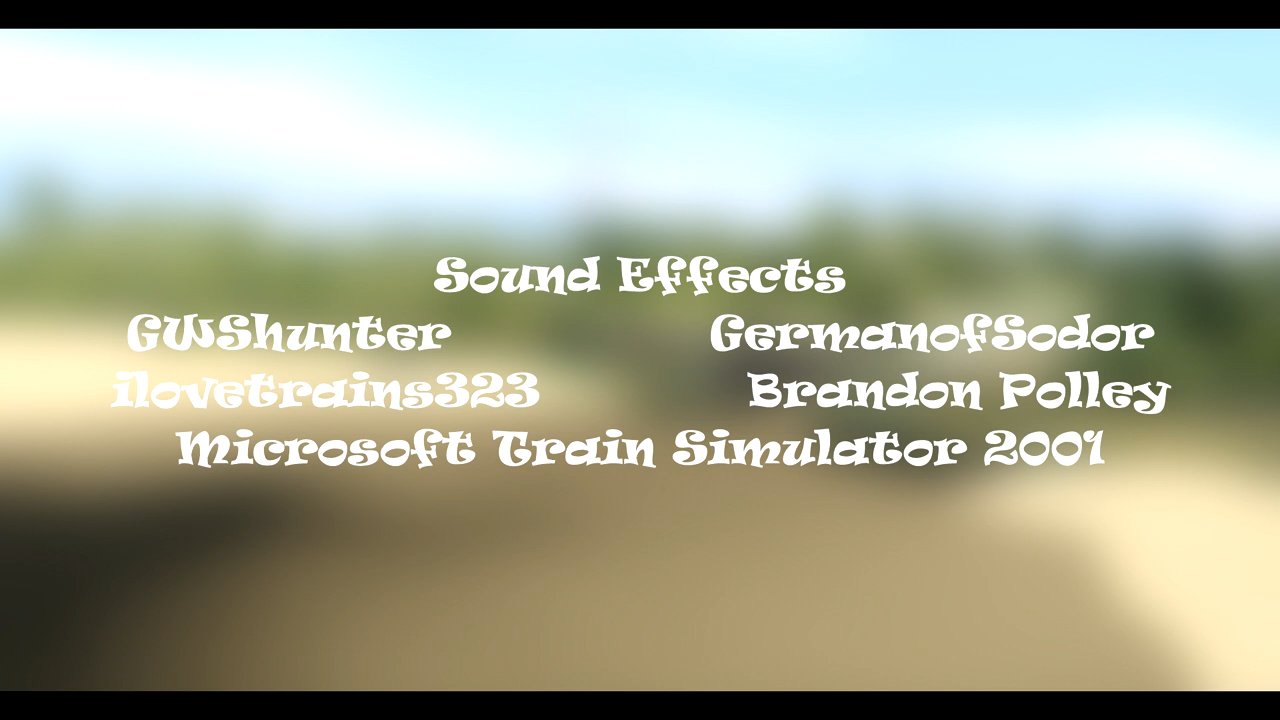 Sound Effects
GWShunter GermanofSodor
ilovetrains323 Brandon Polley
Microsoft Train Simulator 2001